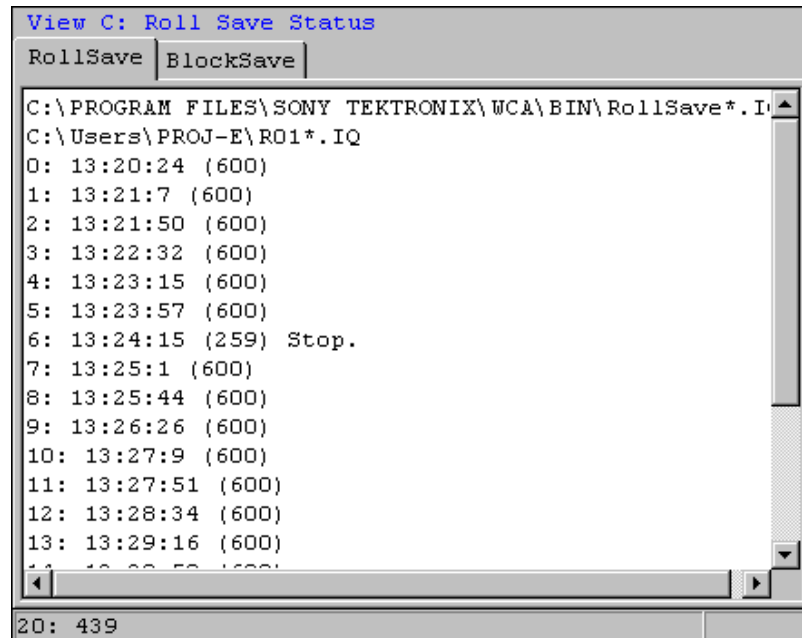 View C: Roll Save Status
RollSave BlockSave
C:\PROGRAM FILES\SONY TEKTRONIX\WCA\BIN\RollSave*.I
C:\Users\PROJ-E\R01*.IQ
0: 13:20:24 (600)
1: 13:21:7 (600)
2: 13:21:50 (600)
3: 13:22:32 (600)
4: 13:23:15 (600)
5: 13:23:57 (600)
6: 13:24:15 (259) Stop.
7: 13:25:1 (600)
8: 13:25:44 (600)
9: 13:26:26 (600)
10: 13:27:9 (600)
11: 13:27:51 (600)
12: 13:28:34 (600)
13: 13:29:16 (600)
20: 439